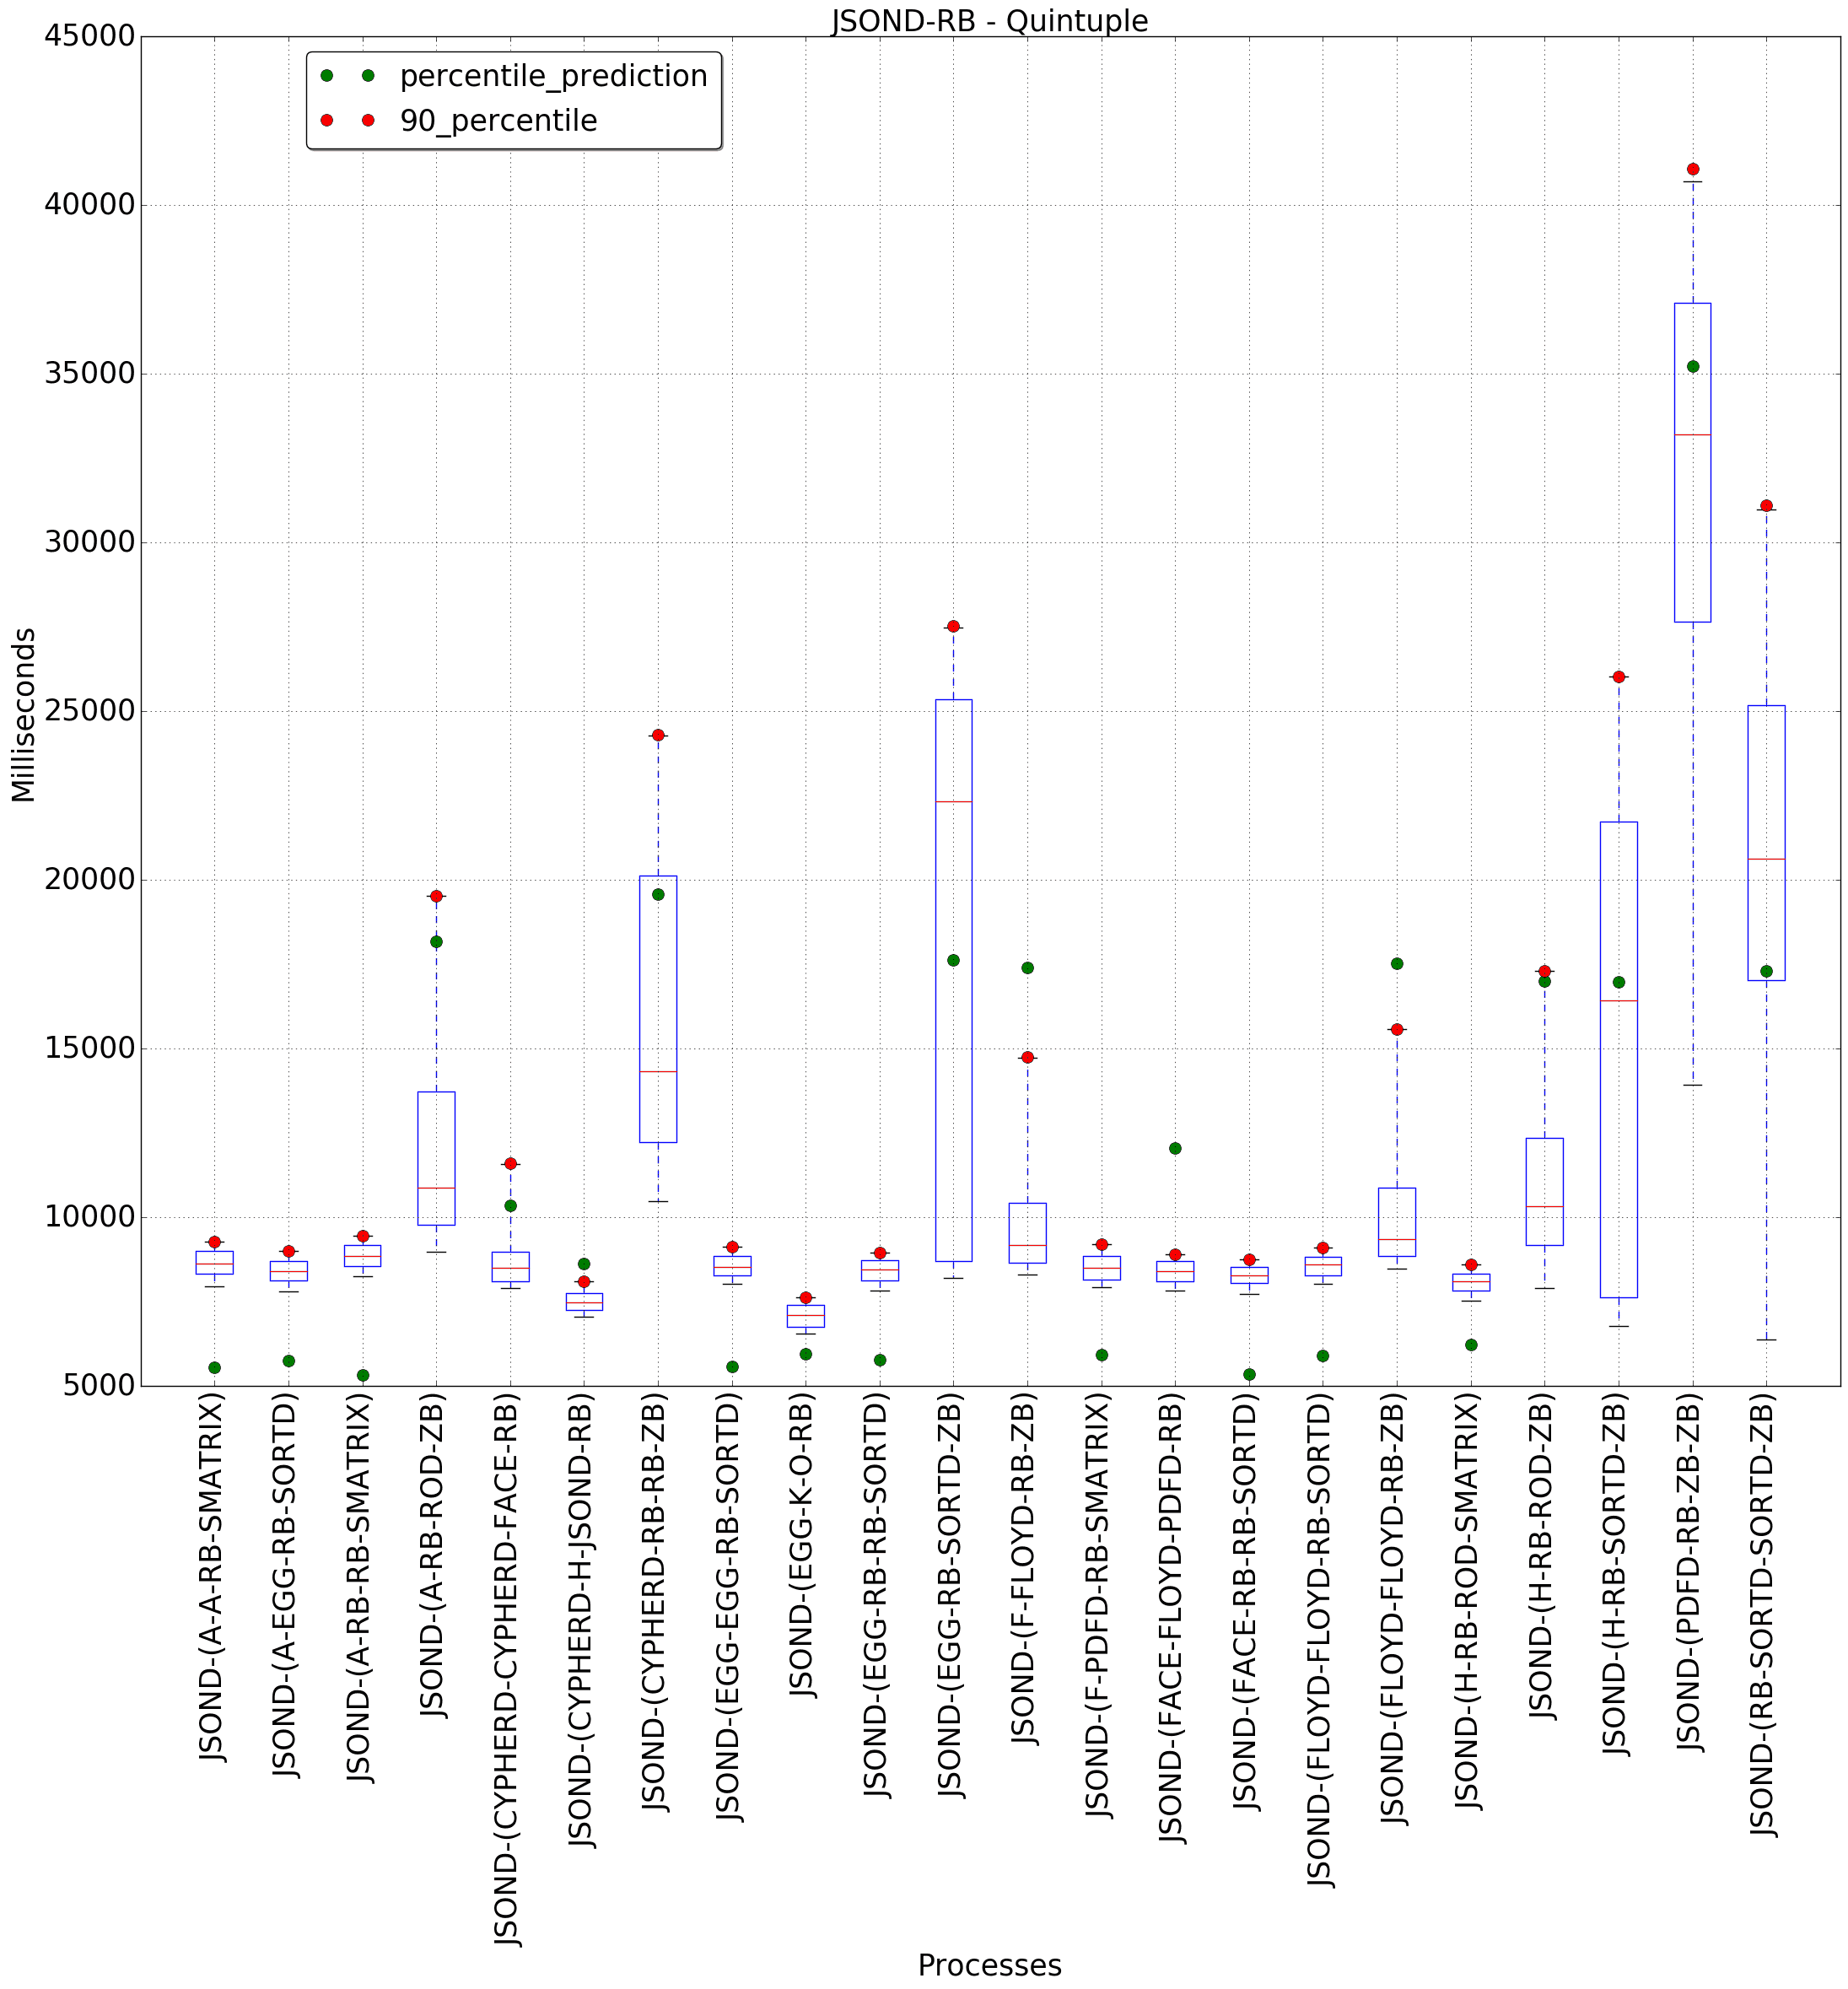 JSOND-RB - Quintuple
percentile_prediction
90_percentile
45000
40000
35000
30000
25000
20000
15000
10000
5000
Milliseconds
JSOND-(A-A-RB-SMATRIX)
JSOND-(A-EGG-RB-SORTD)
JSOND-(A-RB-RB-SMATRIX)
JSOND-(A-RB-ROD-ZB)
JSOND-(CYPHERD-CYPHERD-FACE-RB)
JSOND-(CYPHERD-H-JSOND-RB)
JSOND-(CYPHERD-RB-RB-ZB)
JSOND-(EGG-EGG-RB-SORTD)
JSOND-(EGG-K-O-RB)
JSOND-(EGG-RB-RB-SORTD)
JSOND-(EGG-RB-SORTD-ZB)
JSOND-(F-FLOYD-RB-ZB)
JSOND-(F-PDFD-RB-SMATRIX)
JSOND-(FACE-FLOYD-PDFD-RB)
JSOND-(FACE-RB-RB-SORTD)
JSOND-(FLOYD-FLOYD-RB-SORTD)
JSOND-(FLOYD-FLOYD-RB-ZB)
JSOND-(H-RB-ROD-SMATRIX)
JSOND-(H-RB-ROD-ZB)
JSOND-(H-RB-SORTD-ZB)
JSOND-(PDFD-RB-ZB-ZB)
JSOND-(RB-SORTD-SORTD-ZB)
Processes